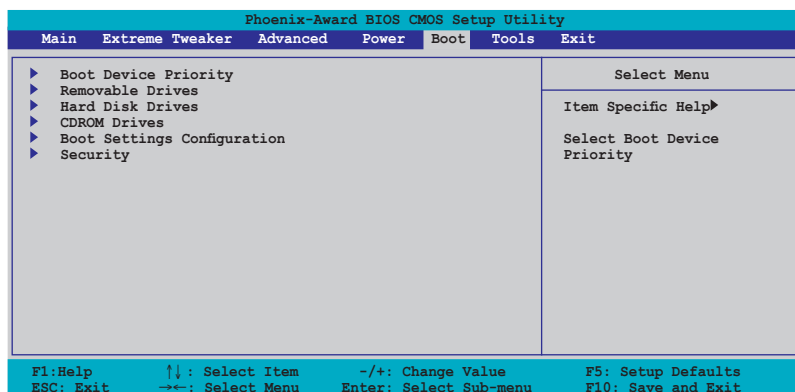 Phoenix-Award BIOS CMOS Setup Utility
Main Extreme Tweaker Advanced Power Boot Tools Exit
Boot Device Priority
Removable Drives
Hard Disk Drives
CDROM Drives
Boot Settings Configuration
Security
Select Menu
Item Specific Help
Select Boot Device
Priority
F1:Help ↑↓: Select Item -/+: Change Value F5: Setup Defaults
ESC: Exit →←: Select Menu Enter: Select Sub-menu F10: Save and Exit